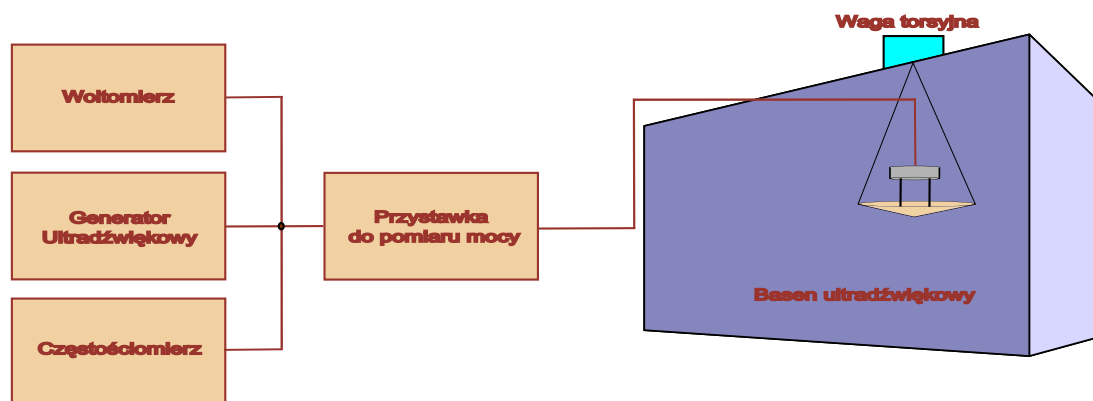 Waga torsyjna
Woltomierz
Generator
Ultradźwiękowy
Przystawka
do pomiaru mocy
Basen ultradźwiękowy
Częstościomierz